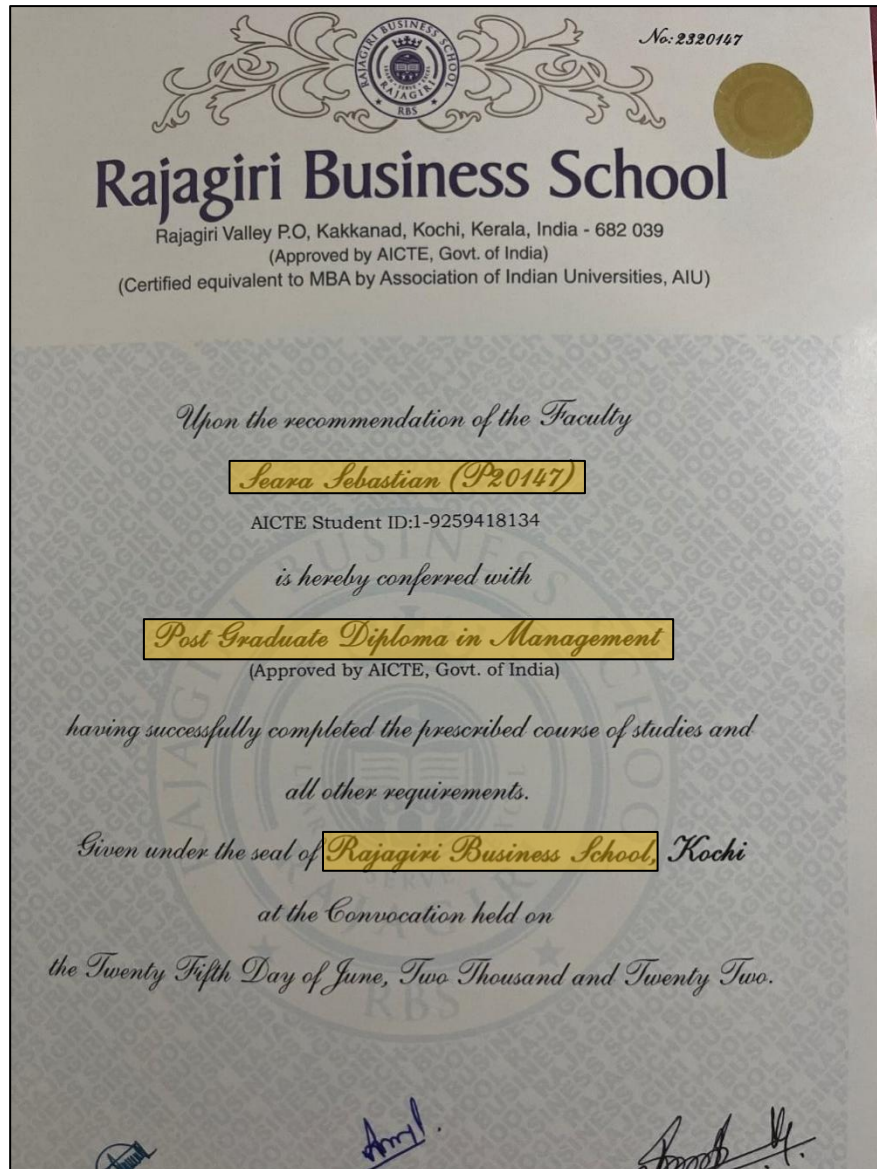 No: 2320147
RAJAGIRI BUSINESS SCHOOL
RAJAGIRI
RBS
Rajagiri Business School
Rajagiri Valley P.O, Kakkanad, Kochi, Kerala, India - 682 039
(Approved by AICTE, Govt. of India)
(Certified equivalent to MBA by Association of Indian Universities, AIU)
Upon the recommendation of the Faculty
Seara Sebastian (P20147)
AICTE Student ID:1-9259418134
is hereby conferred with
Post Graduate Diploma in Management
(Approved by AICTE, Govt. of India)
having successfully completed the prescribed course of studies and
all other requirements.
Given under the seal of Rajagiri Business School, Kochi
at the Convocation held on
the Twenty Fifth Day of June, Two Thousand and Twenty Two.